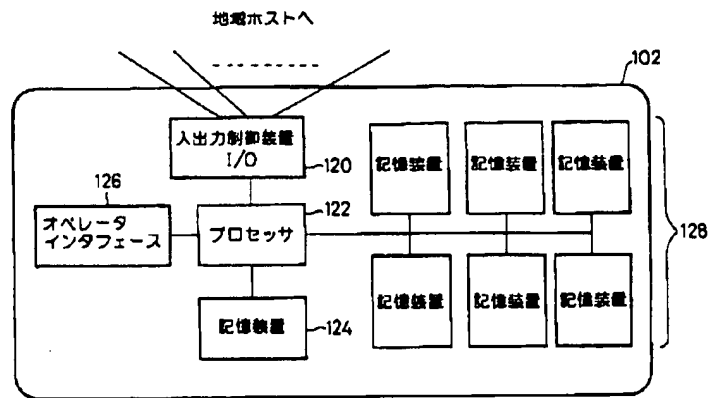 地域ホストへ
102
入出力制御装置
I/O
120
記憶装置
記憶装置
記憶装置
126
122
オペレータ
インタフェース
プロセッサ
128
記憶装置
124
記憶装置
記憶装置
記憶装置